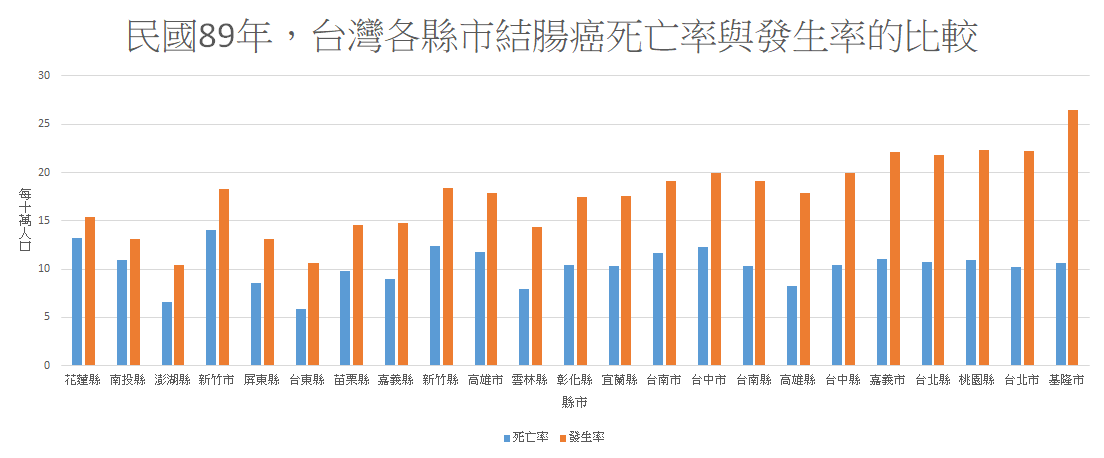 民國89年，台灣各縣市結腸癌死亡率與發生率的比較
30
25
20
15
10
5
0
每十萬人口
花蓮縣 南投縣 澎湖縣 新竹市 屏東縣 台東縣 苗栗縣 嘉義縣 新竹縣 高雄市 雲林縣 彰化縣 宜蘭縣 台南市 台中市 台南縣 高雄縣 台中縣 嘉義市 台北縣 桃園縣 台北市 基隆市
縣市
死亡率 發生率